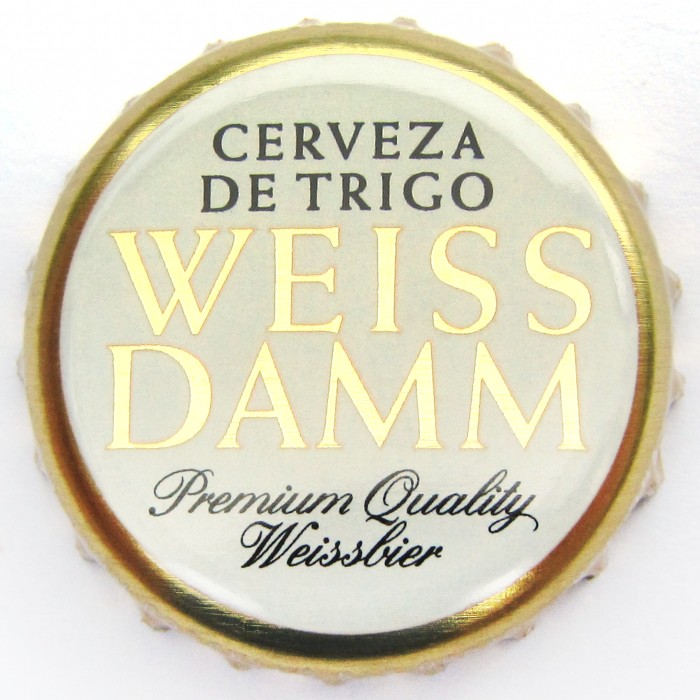 CERVEZA
DE TRIGO
WEISS
DAMM
Premium Quality
Weissbier